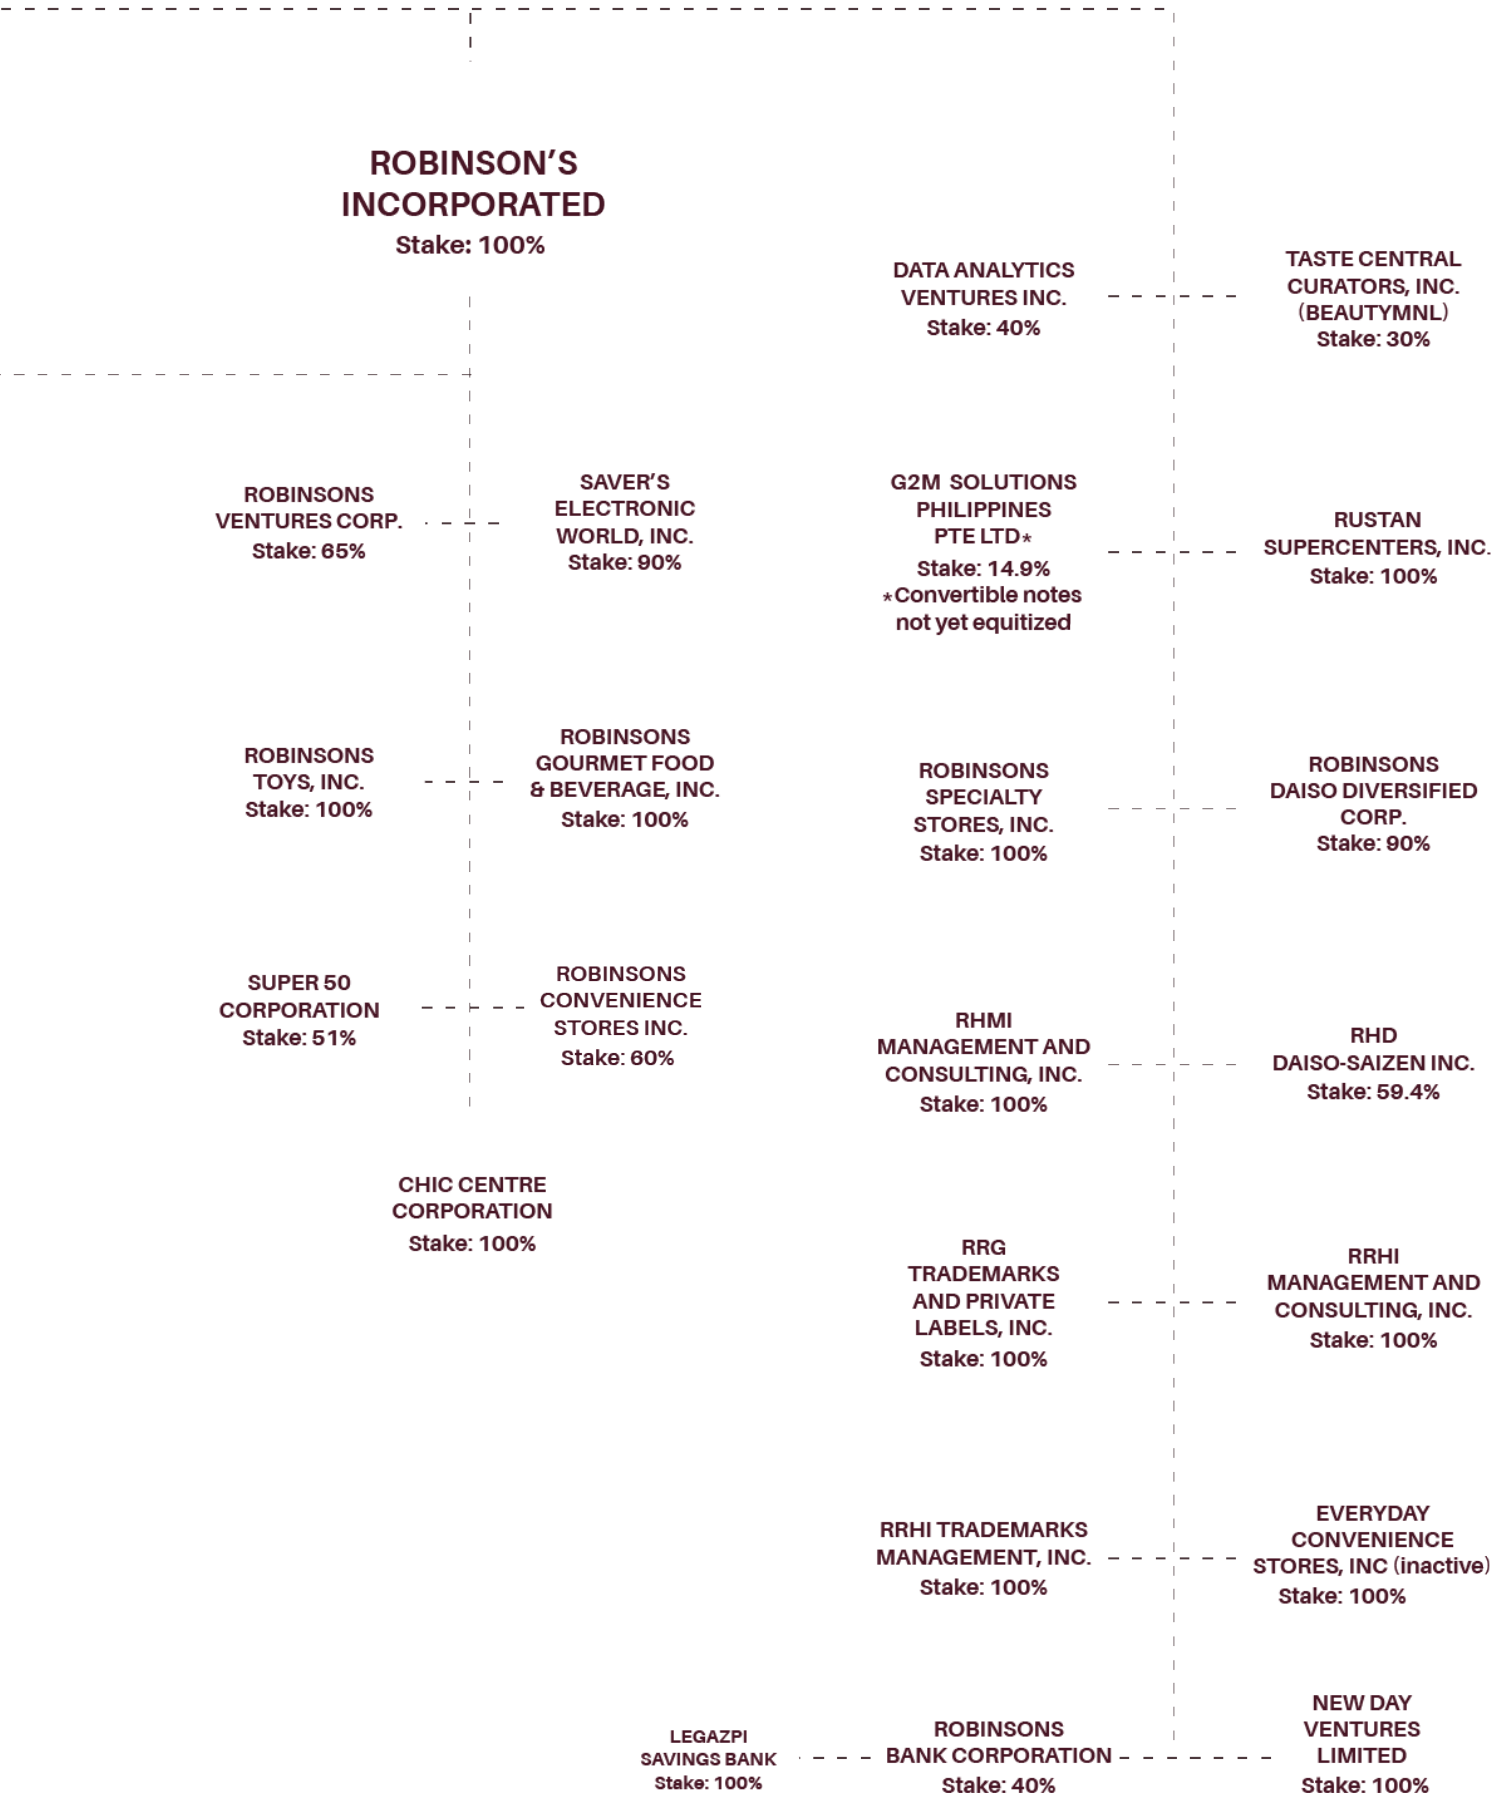 ROBINSON’S
INCORPORATED
Stake: 100%
ROBINSONS
VENTURES CORP.
Stake: 65%
SAVER’S
ELECTRONIC
WORLD, INC.
Stake: 90%
ROBINSONS
TOYS, INC.
Stake: 100%
ROBINSONS
GOURMET FOOD
& BEVERAGE, INC.
Stake: 100%
SUPER 50
CORPORATION
Stake: 51%
ROBINSONS
CONVENIENCE
STORES INC.
Stake: 60%
CHIC CENTRE
CORPORATION
Stake: 100%
DATA ANALYTICS
VENTURES INC.
Stake: 40%
TASTE CENTRAL
CURATORS, INC.
(BEAUTYMNL)
Stake: 30%
G2M SOLUTIONS
PHILIPPINES
PTE LTD*
Stake: 14.9%
*Convertible notes
not yet equitized
RUSTAN
SUPERCENTERS, INC.
Stake: 100%
ROBINSONS
SPECIALTY
STORES, INC.
Stake: 100%
ROBINSONS
DAISO DIVERSIFIED
CORP.
Stake: 90%
RHMI
MANAGEMENT AND
CONSULTING, INC.
Stake: 100%
RHD
DAISO-SAIZEN INC.
Stake: 59.4%
RRG
TRADEMARKS
AND PRIVATE
LABELS, INC.
Stake: 100%
RRHI
MANAGEMENT AND
CONSULTING, INC.
Stake: 100%
RRHI TRADEMARKS
MANAGEMENT, INC.
Stake: 100%
EVERYDAY
CONVENIENCE
STORES, INC (inactive)
Stake: 100%
LEGAZPI
SAVINGS BANK
Stake: 100%
ROBINSONS
BANK CORPORATION
Stake: 40%
NEW DAY
VENTURES
LIMITED
Stake: 100%